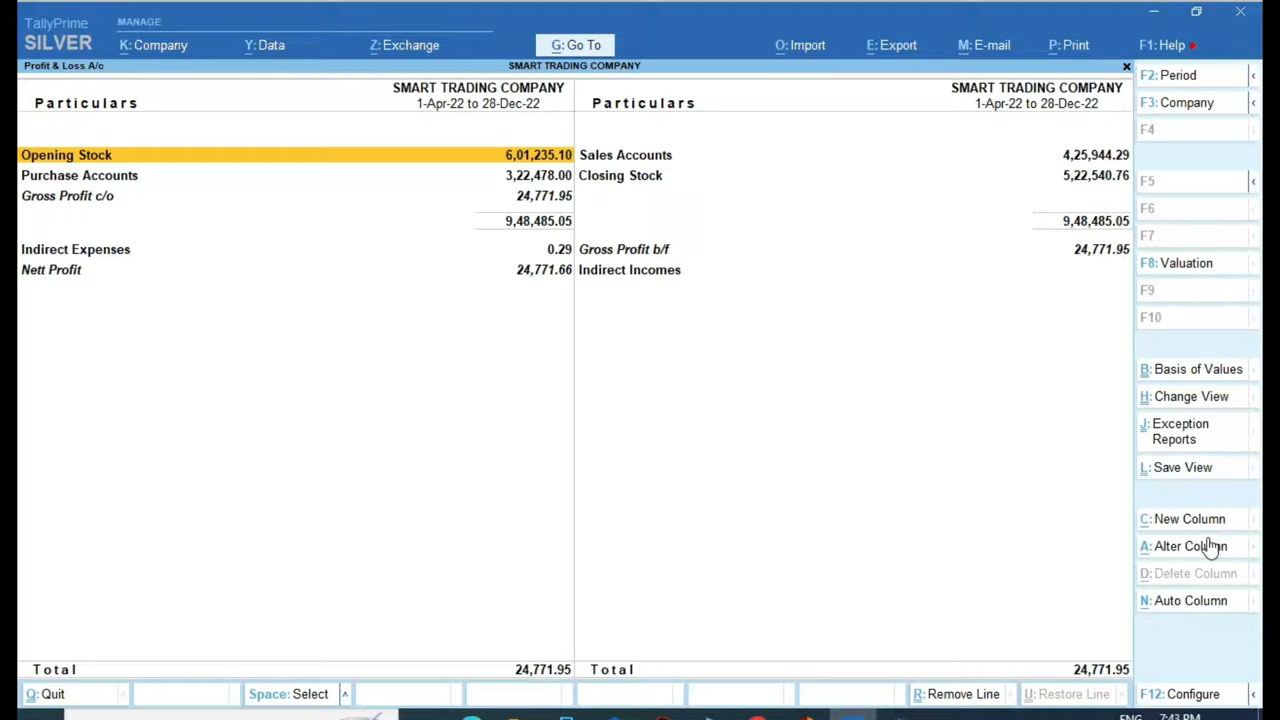 TallyPrime
MANAGE
SILVER
K: Company
Y: Data
Z: Exchange
G: Go To
O: Import
E: Export
M: E-mail
P: Print
F1: Help
Profit & Loss A/c
SMART TRADING COMPANY
Particulars
SMART TRADING COMPANY
1-Apr-22 to 28-Dec-22
Particulars
SMART TRADING COMPANY
1-Apr-22 to 28-Dec-22
Opening Stock 6,01,235.10
Sales Accounts 4,25,944.29
Purchase Accounts 3,22,478.00
Closing Stock 5,22,540.76
Gross Profit c/o 24,771.95
9,48,485.05
9,48,485.05
Indirect Expenses 0.29
Gross Profit b/f 24,771.95
Nett Profit 24,771.66
Indirect Incomes
Total 24,771.95
Total 24,771.95
F2: Period
F3: Company
F4
F5
F6
F7
F8: Valuation
F9
F10
B: Basis of Values
H: Change View
J: Exception
Reports
L: Save View
C: New Column
A: Alter Column
D: Delete Column
N: Auto Column
Q: Quit
Space: Select
R: Remove Line
U: Restore Line
F12: Configure
ENG
7:43 PM